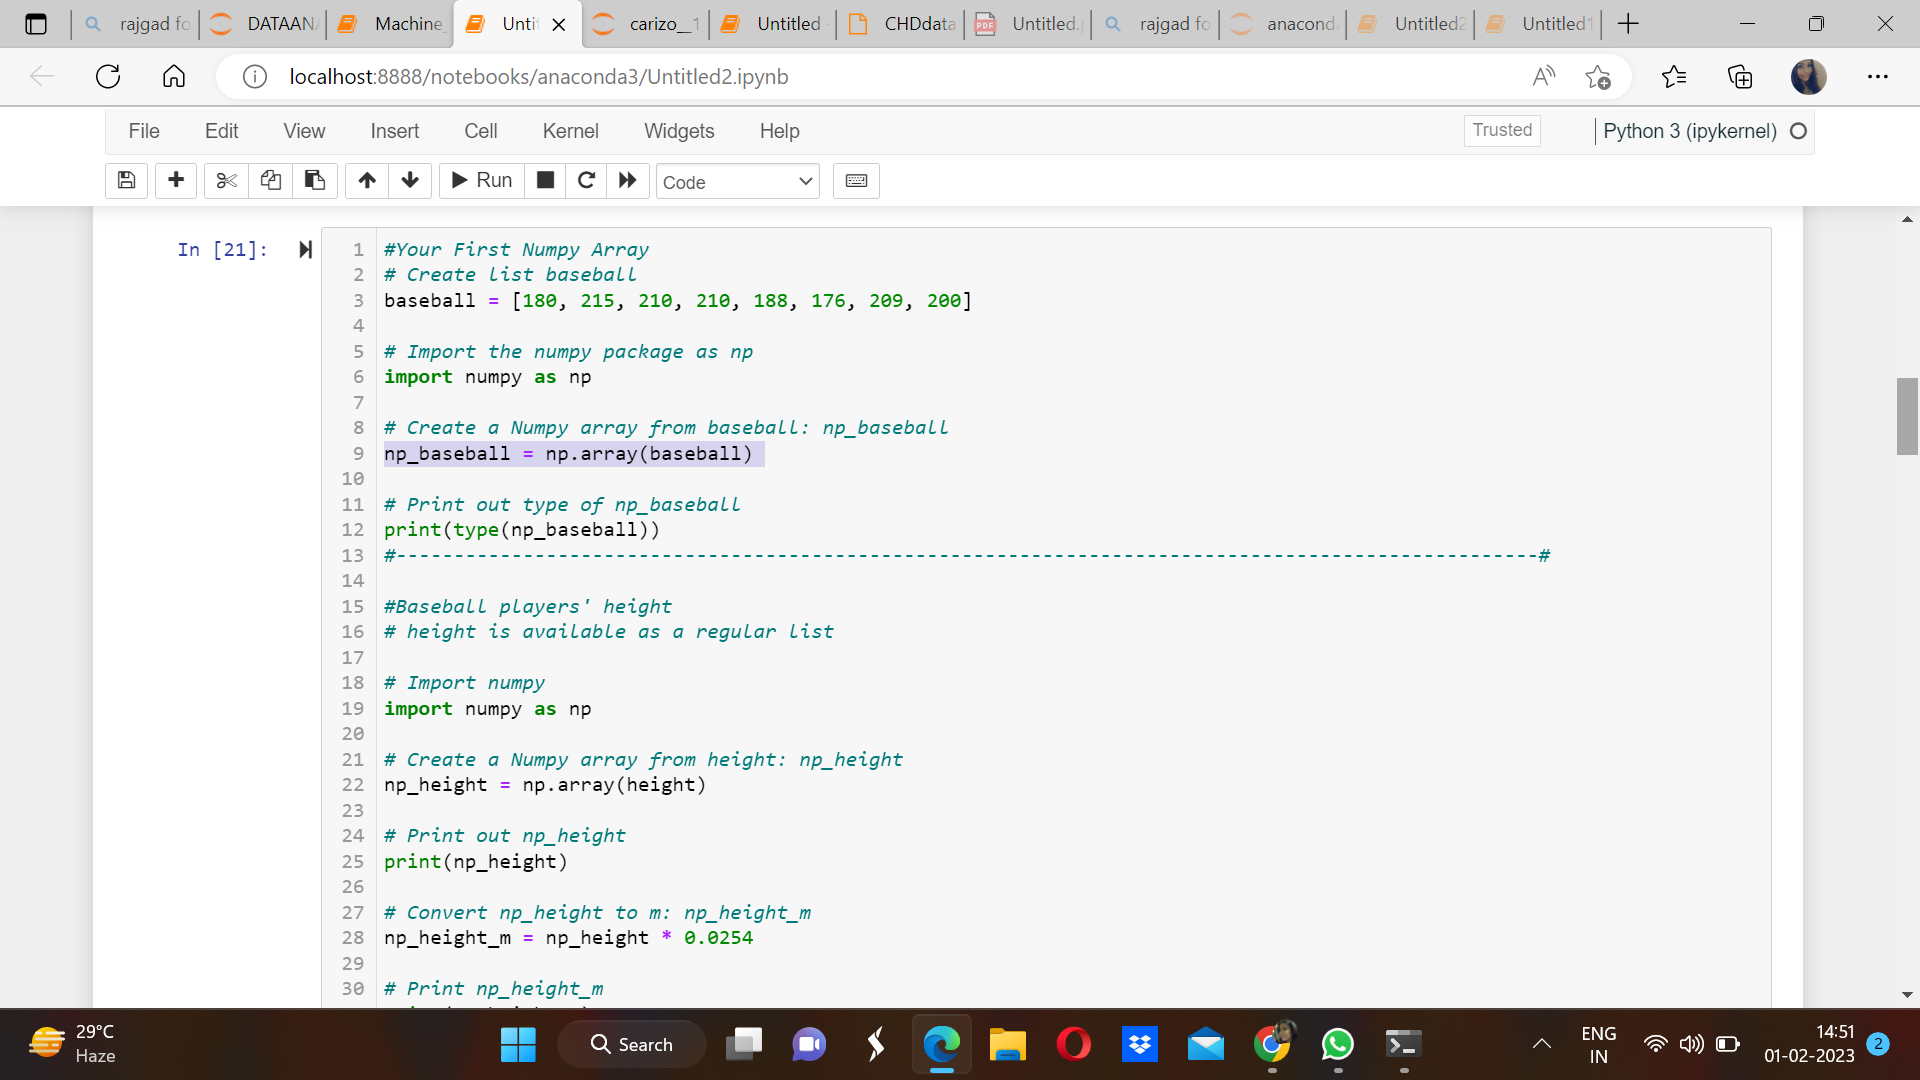 rajgad fo
DATAANA
Machine_
Untit
carizo__1
Untitled
CHDdata
Untitled.p
rajgad fo
anaconda
Untitled2
Untitled1
localhost:8888/notebooks/anaconda3/Untitled2.ipynb
File Edit View Insert Cell Kernel Widgets Help
Trusted
Python 3 (ipykernel)
Run
Code
In [21]:
1 #Your First Numpy Array
2 # Create list baseball
3 baseball = [180, 215, 210, 210, 188, 176, 209, 200]
4
5 # Import the numpy package as np
6 import numpy as np
7
8 # Create a Numpy array from baseball: np_baseball
9 np_baseball = np.array(baseball)
10
11 # Print out type of np_baseball
12 print(type(np_baseball))
13 #---------------------------------------------------------------------------------------------------#
14
15 #Baseball players' height
16 # height is available as a regular list
17
18 # Import numpy
19 import numpy as np
20
21 # Create a Numpy array from height: np_height
22 np_height = np.array(height)
23
24 # Print out np_height
25 print(np_height)
26
27 # Convert np_height to m: np_height_m
28 np_height_m = np_height * 0.0254
29
30 # Print np_height_m
29°C
Haze
Search
ENG
IN
14:51
01-02-2023
2